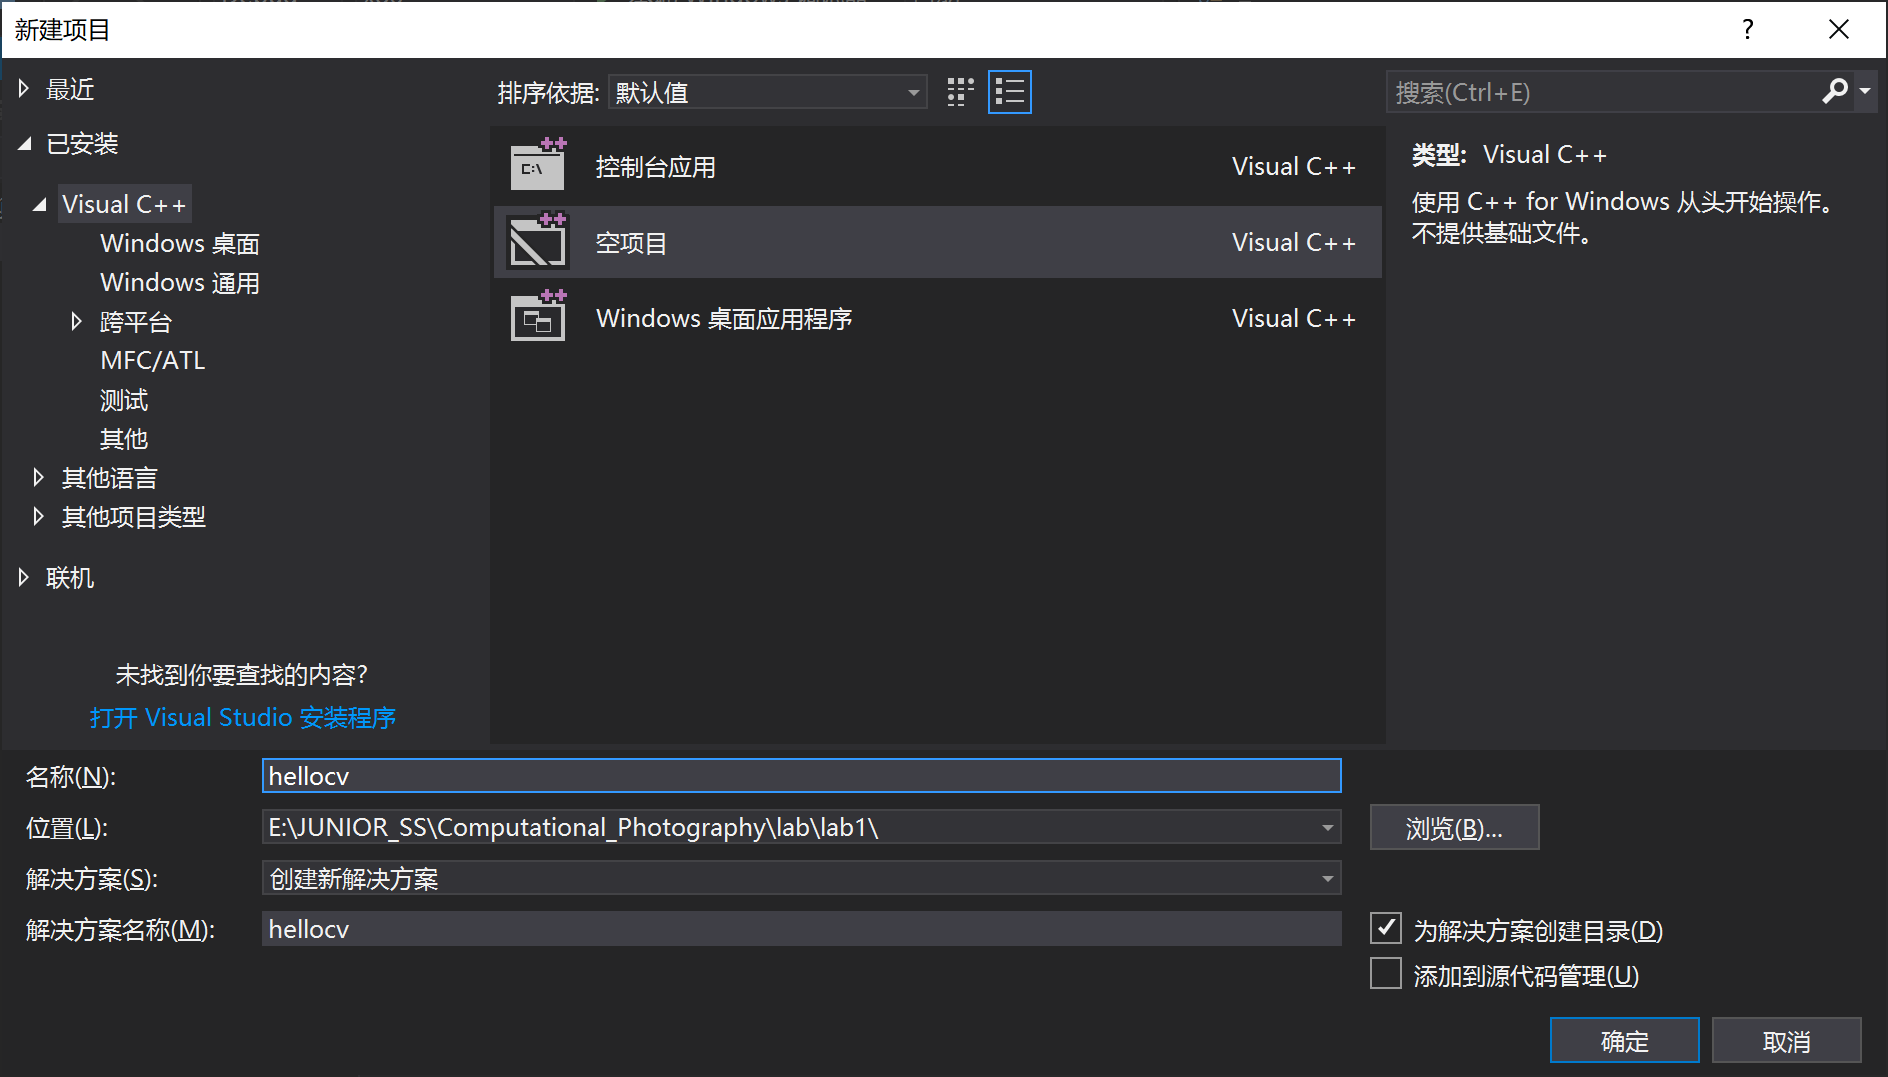 新建项目
?
最近
已安装
Visual C++
Windows 桌面
Windows 通用
跨平台
MFC/ATL
测试
其他
其他语言
其他项目类型
联机
未找到你要查找的内容?
打开 Visual Studio 安装程序
排序依据: 默认值
C:\ 控制台应用 Visual C++
空项目 Visual C++
Windows 桌面应用程序 Visual C++
搜索(Ctrl+E)
类型: Visual C++
使用 C++ for Windows 从头开始操作。
不提供基础文件。
名称(N): hellocv
位置(L): E:\JUNIOR_SS\Computational_Photography\lab\lab1\ 浏览(B)...
解决方案(S): 创建新解决方案
解决方案名称(M): hellocv
为解决方案创建目录(D)
添加到源代码管理(U)
确定 取消